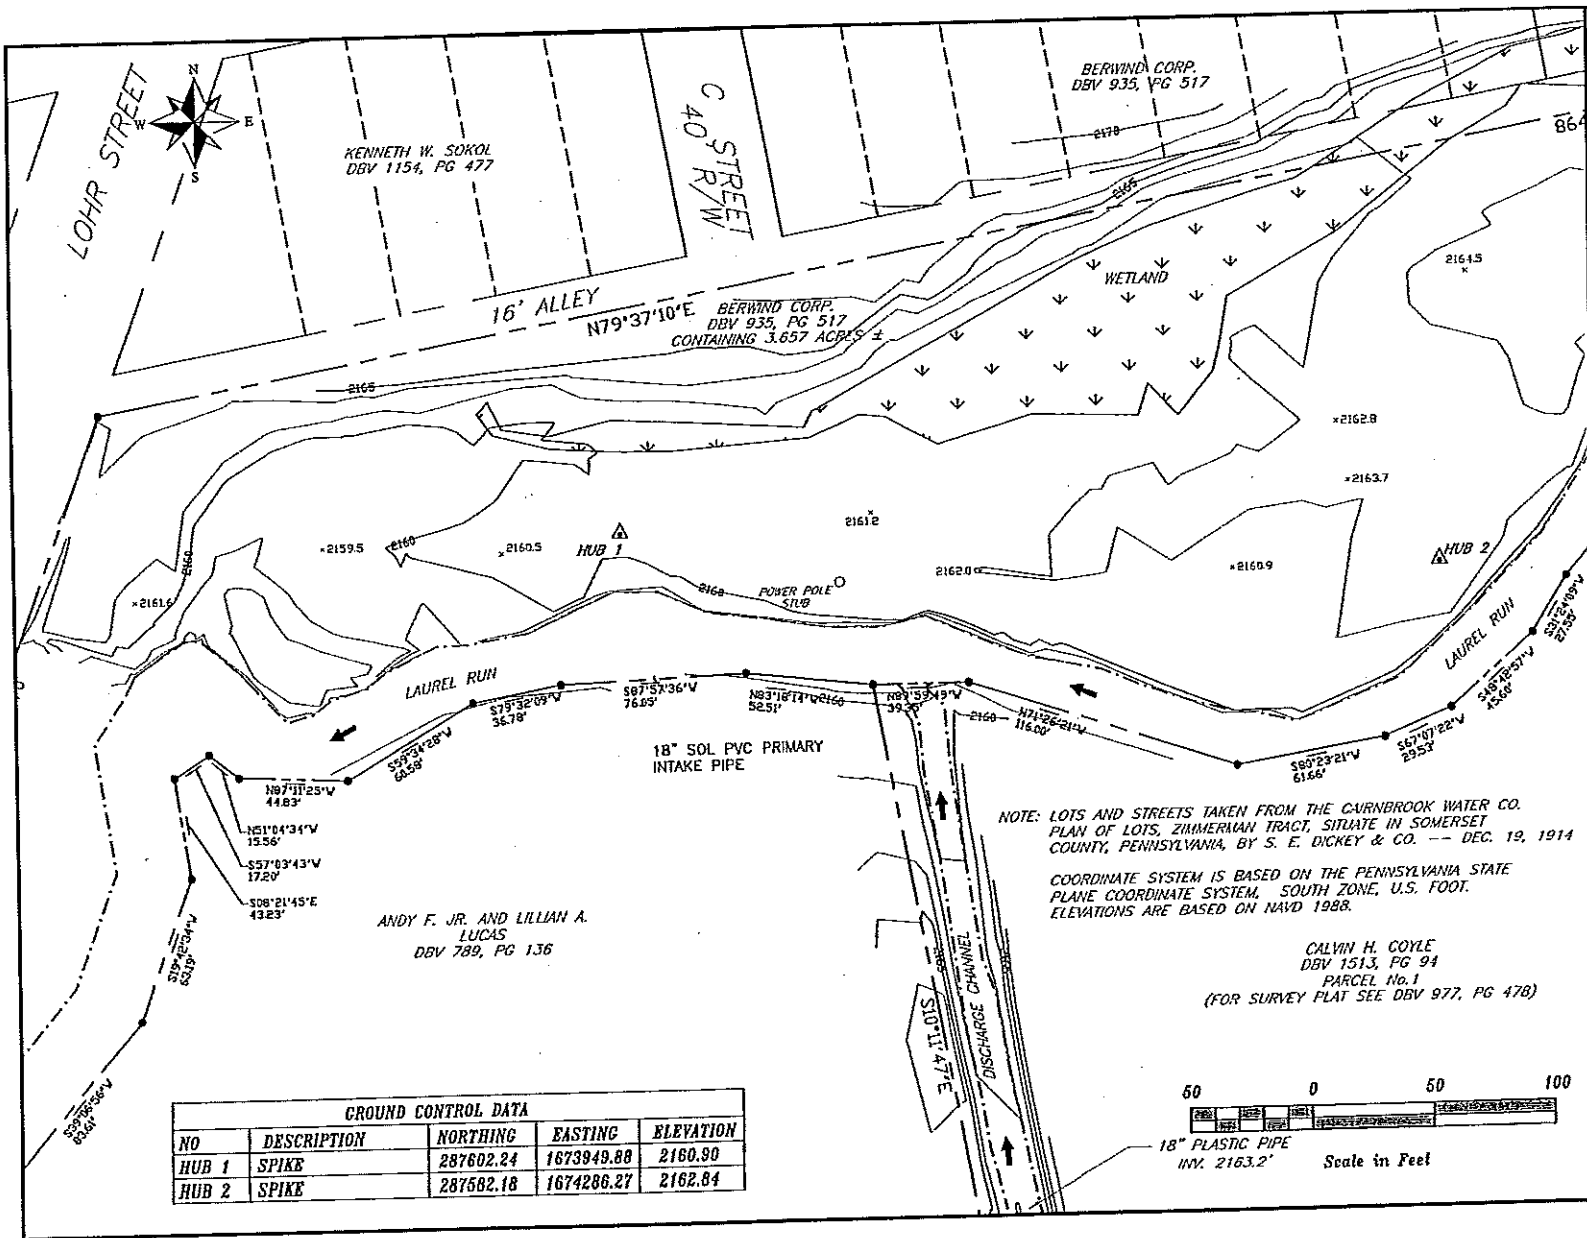 LOHR STREET
N
W
E
S
KENNETH W. SOKOL
DBV 1154, PG 477
C STREET
40' R/W
BERWIND CORP.
DBV 935, PG 517
2170
2165
864
16' ALLEY
N79°37'10"E
BERWIND CORP.
DBV 935, PG 517
CONTAINING 3.657 ACRES ±
WETLAND
2164.5
2165
2162.8
2163.7
2161.2
2159.5
2160
2160.5
HUB 1
2160
2161.6
2160
POWER POLE
STUB
2162.0
2160.9
HUB 2
LAUREL RUN
LAUREL RUN
S31°24'09"W
27.55'
S48°42'57"W
45.60'
S67°07'22"W
29.53'
S80°23'21"W
61.66'
N71°26'21"W
116.00'
2160
N89°59'49"W
39.35'
N83°18'14"W
52.51'
2160
S87°57'36"W
76.05'
S79°32'09"W
36.78'
S59°34'28"W
60.58'
N87°11'25"W
44.83'
N51°04'34"W
15.56'
S57°03'43"W
17.20'
S08°21'45"E
43.23'
S19°42'34"W
63.19'
S39°06'56"W
83.61'
18" SOL PVC PRIMARY
INTAKE PIPE
ANDY F. JR. AND LILLIAN A.
LUCAS
DBV 789, PG 136
S10°11'47"E
DISCHARGE CHANNEL
NOTE: LOTS AND STREETS TAKEN FROM THE CAIRNBROOK WATER CO.
PLAN OF LOTS, ZIMMERMAN TRACT, SITUATE IN SOMERSET
COUNTY, PENNSYLVANIA, BY S. E. DICKEY & CO. -- DEC. 19, 1914
COORDINATE SYSTEM IS BASED ON THE PENNSYLVANIA STATE
PLANE COORDINATE SYSTEM, SOUTH ZONE, U.S. FOOT.
ELEVATIONS ARE BASED ON NAVD 1988.
CALVIN H. COYLE
DBV 1513, PG 94
PARCEL No.1
(FOR SURVEY PLAT SEE DBV 977, PG 478)
50 0 50 100
Scale in Feet
18" PLASTIC PIPE
INV. 2163.2'
GROUND CONTROL DATA
NO DESCRIPTION NORTHING EASTING ELEVATION
HUB 1 SPIKE 287602.24 1673949.88 2160.90
HUB 2 SPIKE 287582.18 1674286.27 2162.84